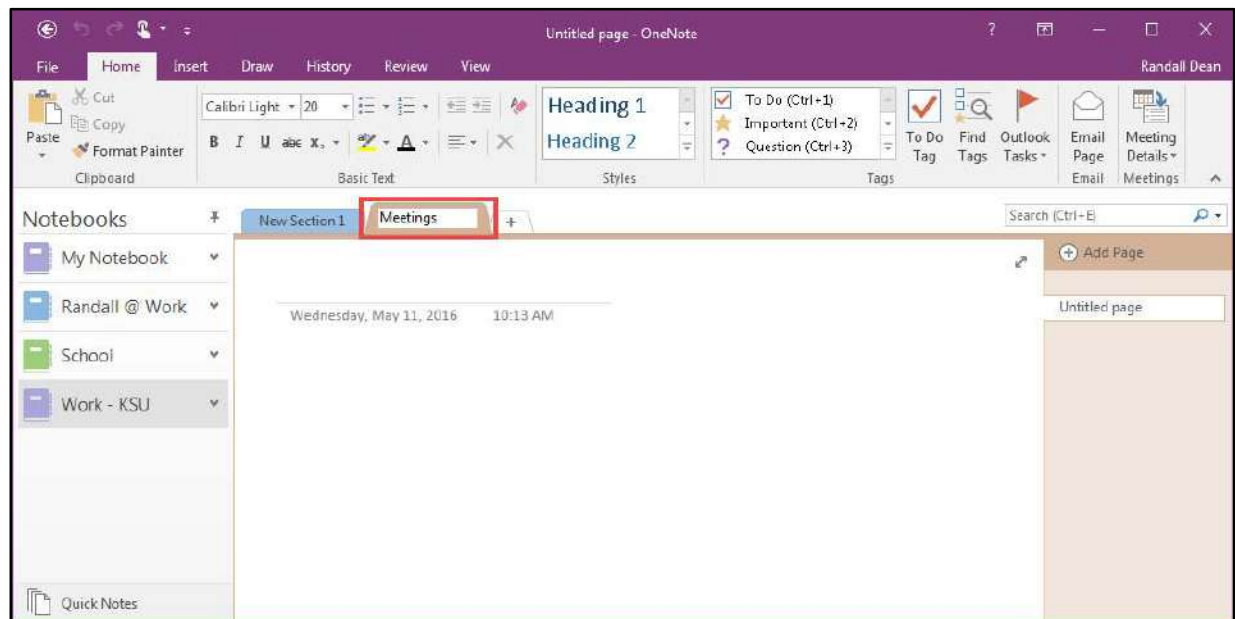 Untitled page - OneNote
?
File Home Insert Draw History Review View
Randall Dean
Paste
Cut
Copy
Format Painter
Clipboard
Calibri Light 20
B I U abc X₂ A
Basic Text
Heading 1
Heading 2
Styles
To Do (Ctrl+1)
Important (Ctrl+2)
Question (Ctrl+3)
To Do Tag
Find Tags
Outlook Tasks
Tags
Email Page
Email
Meeting Details
Meetings
Notebooks
My Notebook
Randall @ Work
School
Work - KSU
Quick Notes
New Section 1
Meetings
+
Search (Ctrl+E)
Wednesday, May 11, 2016 10:13 AM
Add Page
Untitled page